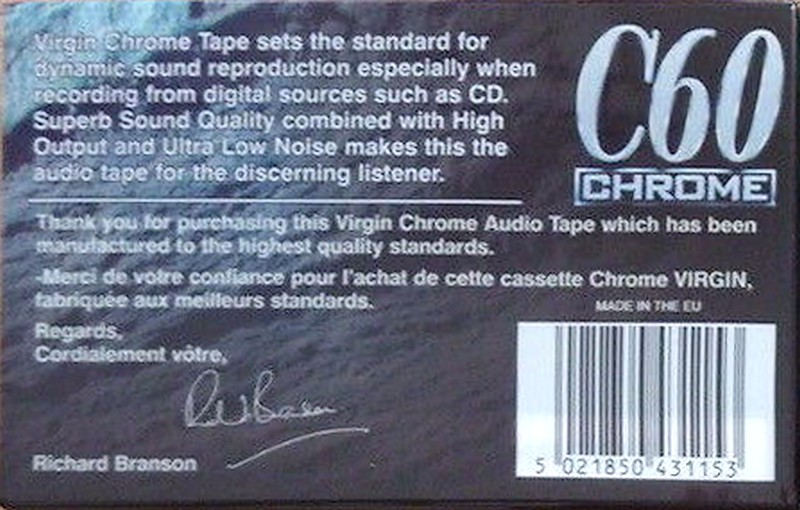 Virgin Chrome Tape sets the standard for
dynamic sound reproduction especially when
recording from digital sources such as CD.
Superb Sound Quality combined with High
Output and Ultra Low Noise makes this the
audio tape for the discerning listener.
C60
CHROME
Thank you for purchasing this Virgin Chrome Audio Tape which has been
manufactured to the highest quality standards.
-Merci de votre confiance pour l'achat de cette cassette Chrome VIRGIN,
fabriquée aux meilleurs standards.
MADE IN THE EU
Regards,
Cordialement vôtre,
Richard Branson
5 021850 431153